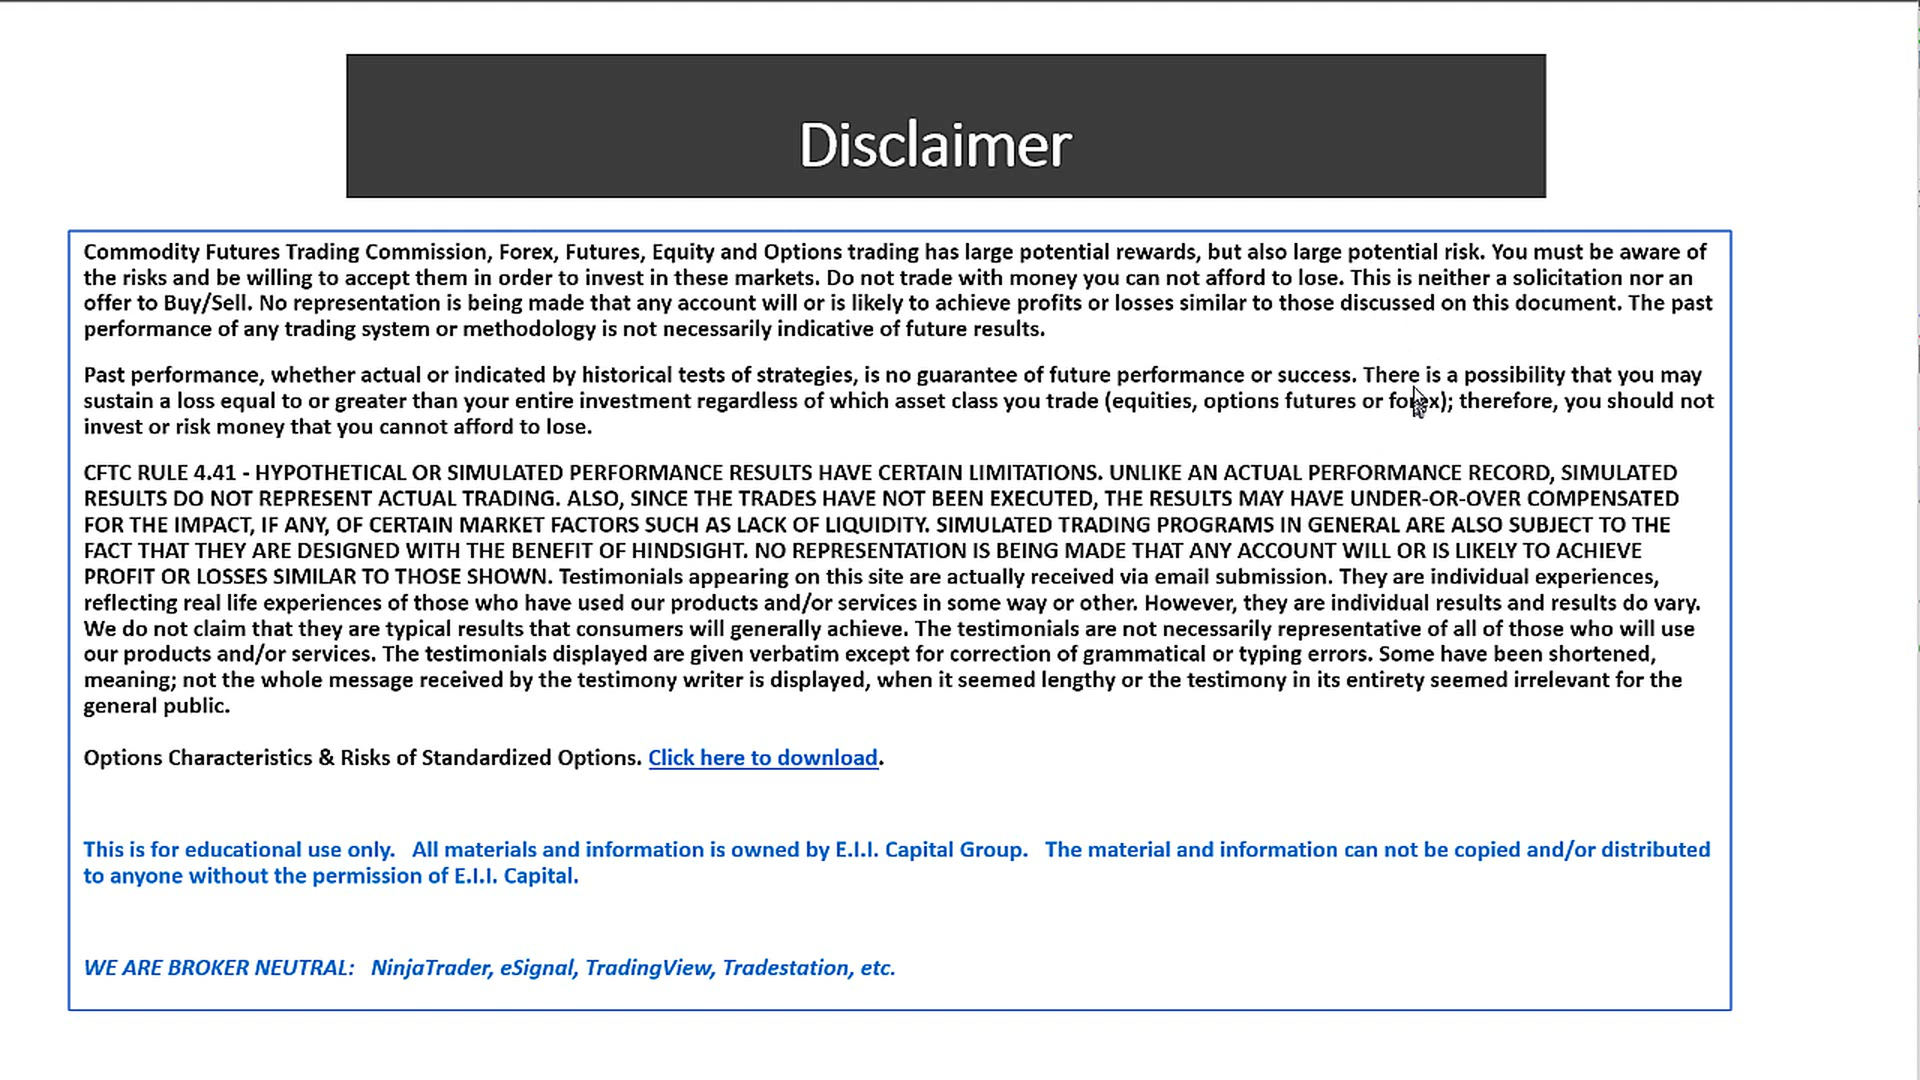 Disclaimer
Commodity Futures Trading Commission, Forex, Futures, Equity and Options trading has large potential rewards, but also large potential risk. You must be aware of
the risks and be willing to accept them in order to invest in these markets. Do not trade with money you can not afford to lose. This is neither a solicitation nor an
offer to Buy/Sell. No representation is being made that any account will or is likely to achieve profits or losses similar to those discussed on this document. The past
performance of any trading system or methodology is not necessarily indicative of future results.
Past performance, whether actual or indicated by historical tests of strategies, is no guarantee of future performance or success. There is a possibility that you may
sustain a loss equal to or greater than your entire investment regardless of which asset class you trade (equities, options futures or forex); therefore, you should not
invest or risk money that you cannot afford to lose.
CFTC RULE 4.41 - HYPOTHETICAL OR SIMULATED PERFORMANCE RESULTS HAVE CERTAIN LIMITATIONS. UNLIKE AN ACTUAL PERFORMANCE RECORD, SIMULATED
RESULTS DO NOT REPRESENT ACTUAL TRADING. ALSO, SINCE THE TRADES HAVE NOT BEEN EXECUTED, THE RESULTS MAY HAVE UNDER-OR-OVER COMPENSATED
FOR THE IMPACT, IF ANY, OF CERTAIN MARKET FACTORS SUCH AS LACK OF LIQUIDITY. SIMULATED TRADING PROGRAMS IN GENERAL ARE ALSO SUBJECT TO THE
FACT THAT THEY ARE DESIGNED WITH THE BENEFIT OF HINDSIGHT. NO REPRESENTATION IS BEING MADE THAT ANY ACCOUNT WILL OR IS LIKELY TO ACHIEVE
PROFIT OR LOSSES SIMILAR TO THOSE SHOWN. Testimonials appearing on this site are actually received via email submission. They are individual experiences,
reflecting real life experiences of those who have used our products and/or services in some way or other. However, they are individual results and results do vary.
We do not claim that they are typical results that consumers will generally achieve. The testimonials are not necessarily representative of all of those who will use
our products and/or services. The testimonials displayed are given verbatim except for correction of grammatical or typing errors. Some have been shortened,
meaning; not the whole message received by the testimony writer is displayed, when it seemed lengthy or the testimony in its entirety seemed irrelevant for the
general public.
Options Characteristics & Risks of Standardized Options. Click here to download.
This is for educational use only. All materials and information is owned by E.I.I. Capital Group. The material and information can not be copied and/or distributed
to anyone without the permission of E.I.I. Capital.
WE ARE BROKER NEUTRAL: NinjaTrader, eSignal, TradingView, Tradestation, etc.